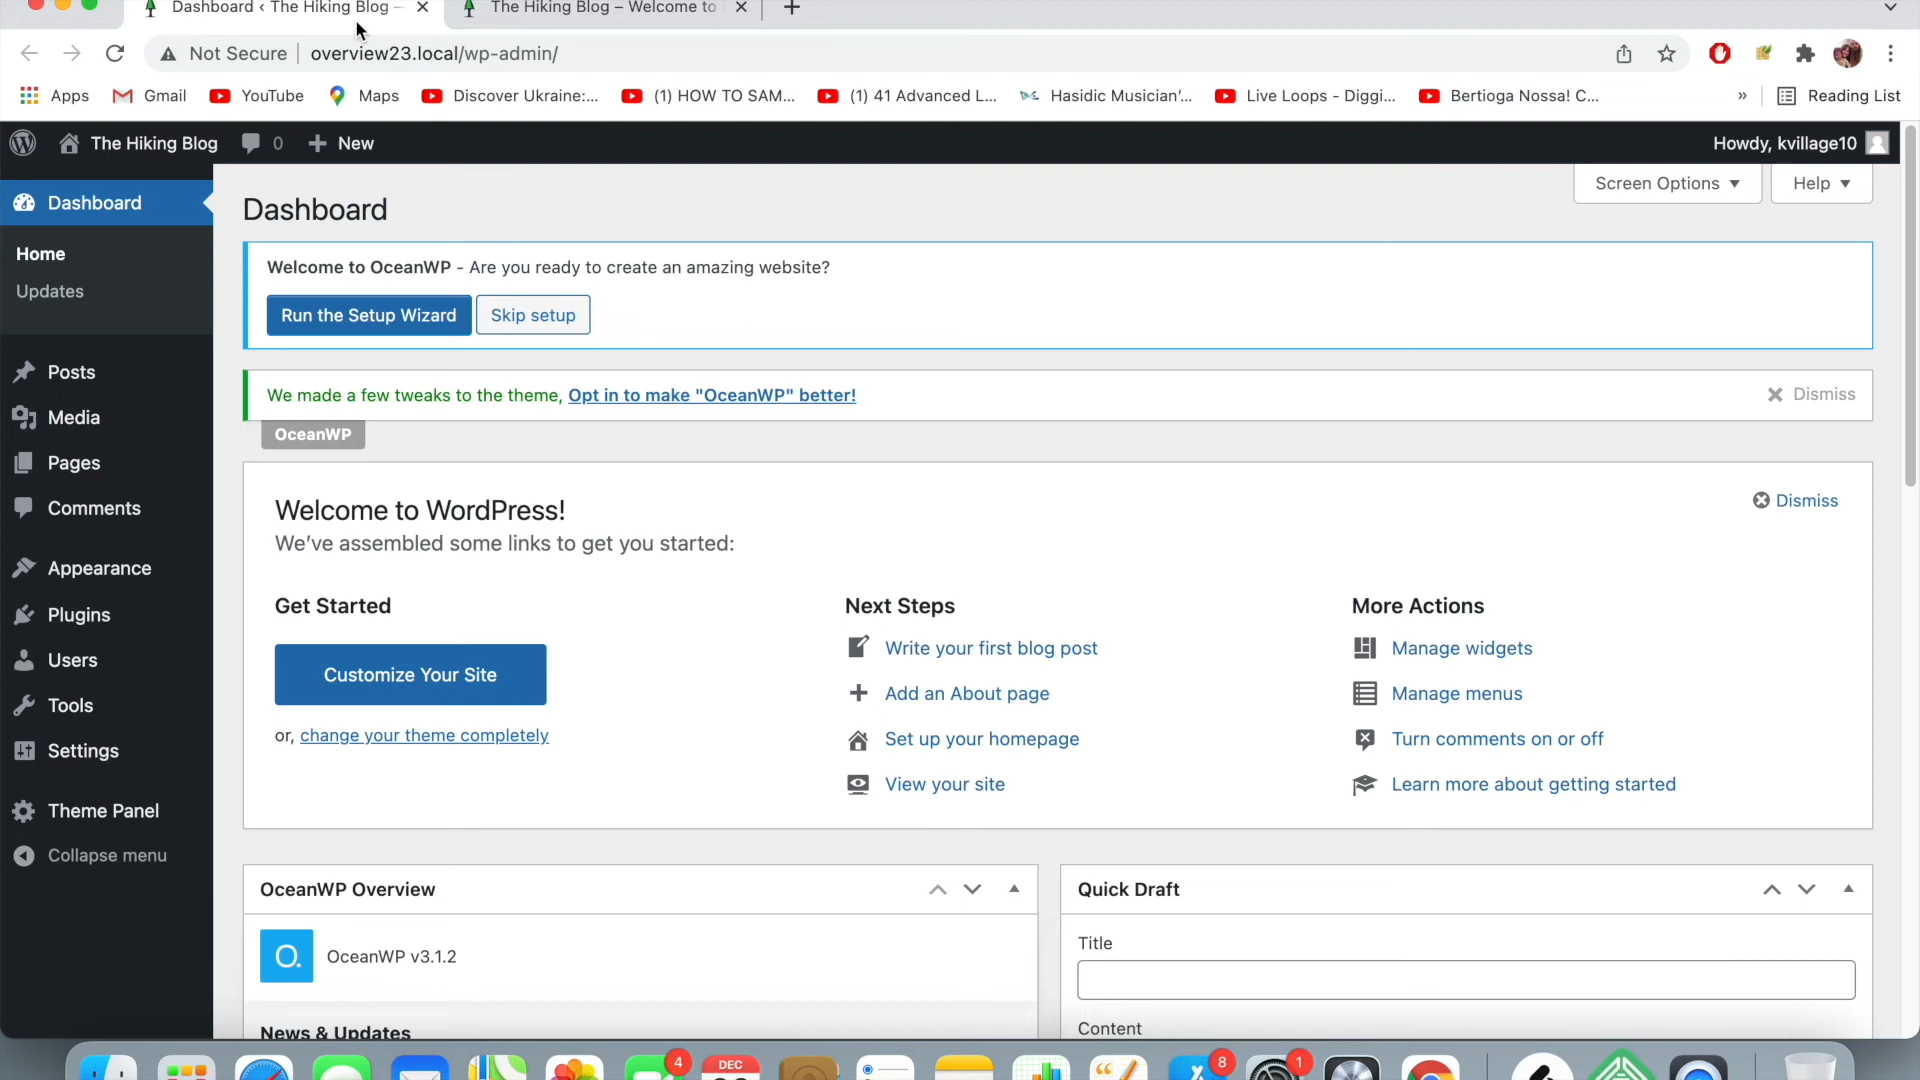 Dashboard ‹ The Hiking Blog –
The Hiking Blog – Welcome to
Not Secure
overview23.local/wp-admin/
Apps
Gmail
YouTube
Maps
Discover Ukraine:...
(1) HOW TO SAM...
(1) 41 Advanced L...
Hasidic Musician'...
Live Loops - Diggi...
Bertioga Nossa! C...
»
Reading List
The Hiking Blog
0
New
Howdy, kvillage10
Dashboard
Home
Updates
Posts
Media
Pages
Comments
Appearance
Plugins
Users
Tools
Settings
Theme Panel
Collapse menu
Screen Options
Help
Dashboard
Welcome to OceanWP - Are you ready to create an amazing website?
Run the Setup Wizard
Skip setup
We made a few tweaks to the theme, Opt in to make "OceanWP" better!
Dismiss
OceanWP
Welcome to WordPress!
Dismiss
We've assembled some links to get you started:
Get Started
Customize Your Site
or, change your theme completely
Next Steps
Write your first blog post
Add an About page
Set up your homepage
View your site
More Actions
Manage widgets
Manage menus
Turn comments on or off
Learn more about getting started
OceanWP Overview
O.
OceanWP v3.1.2
News & Updates
Quick Draft
Title
Content
4
DEC
8
1